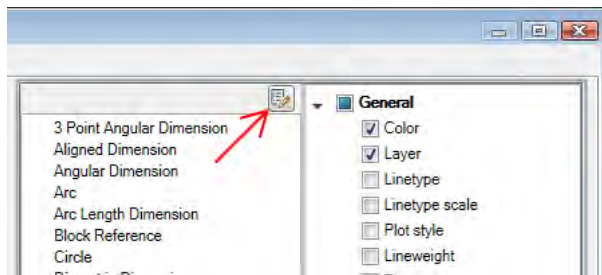 3 Point Angular Dimension
Aligned Dimension
Angular Dimension
Arc
Arc Length Dimension
Block Reference
Circle
General
Color
Layer
Linetype
Linetype scale
Plot style
Lineweight